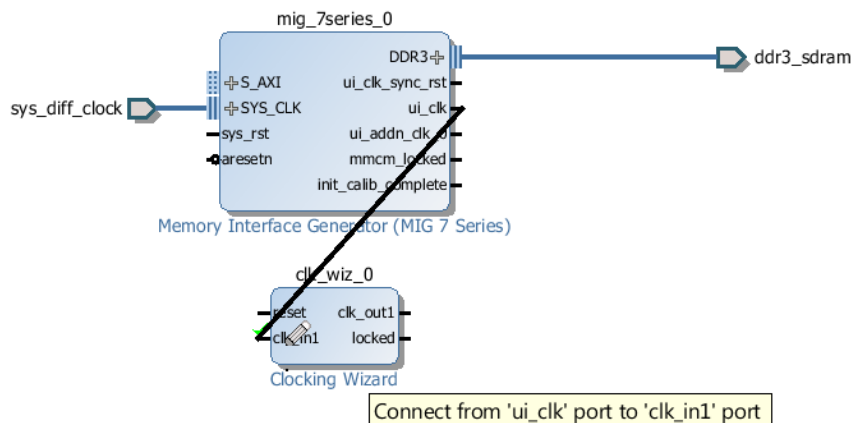 mig_7series_0
DDR3
ddr3_sdram
S_AXI
ui_clk_sync_rst
sys_diff_clock
SYS_CLK
ui_clk
sys_rst
ui_addn_clk_0
aresetn
mmcm_locked
init_calib_complete
Memory Interface Generator (MIG 7 Series)
clk_wiz_0
reset
clk_out1
clk_in1
locked
Clocking Wizard
Connect from 'ui_clk' port to 'clk_in1' port